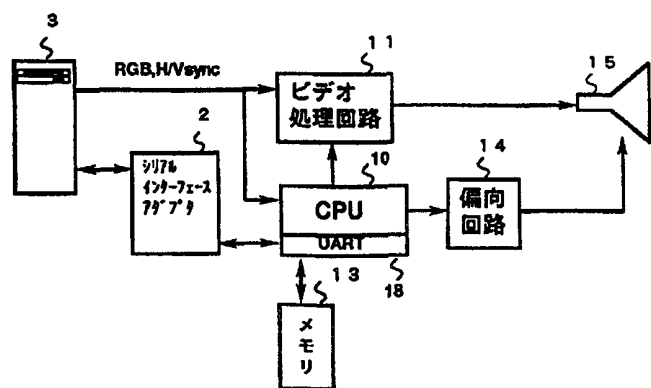 3
RGB,H/Vsync
11
ビデオ
処理回路
15
2
シリアル
インターフェース
アダプタ
10
CPU
UART
18
14
偏向
回路
13
メモリ